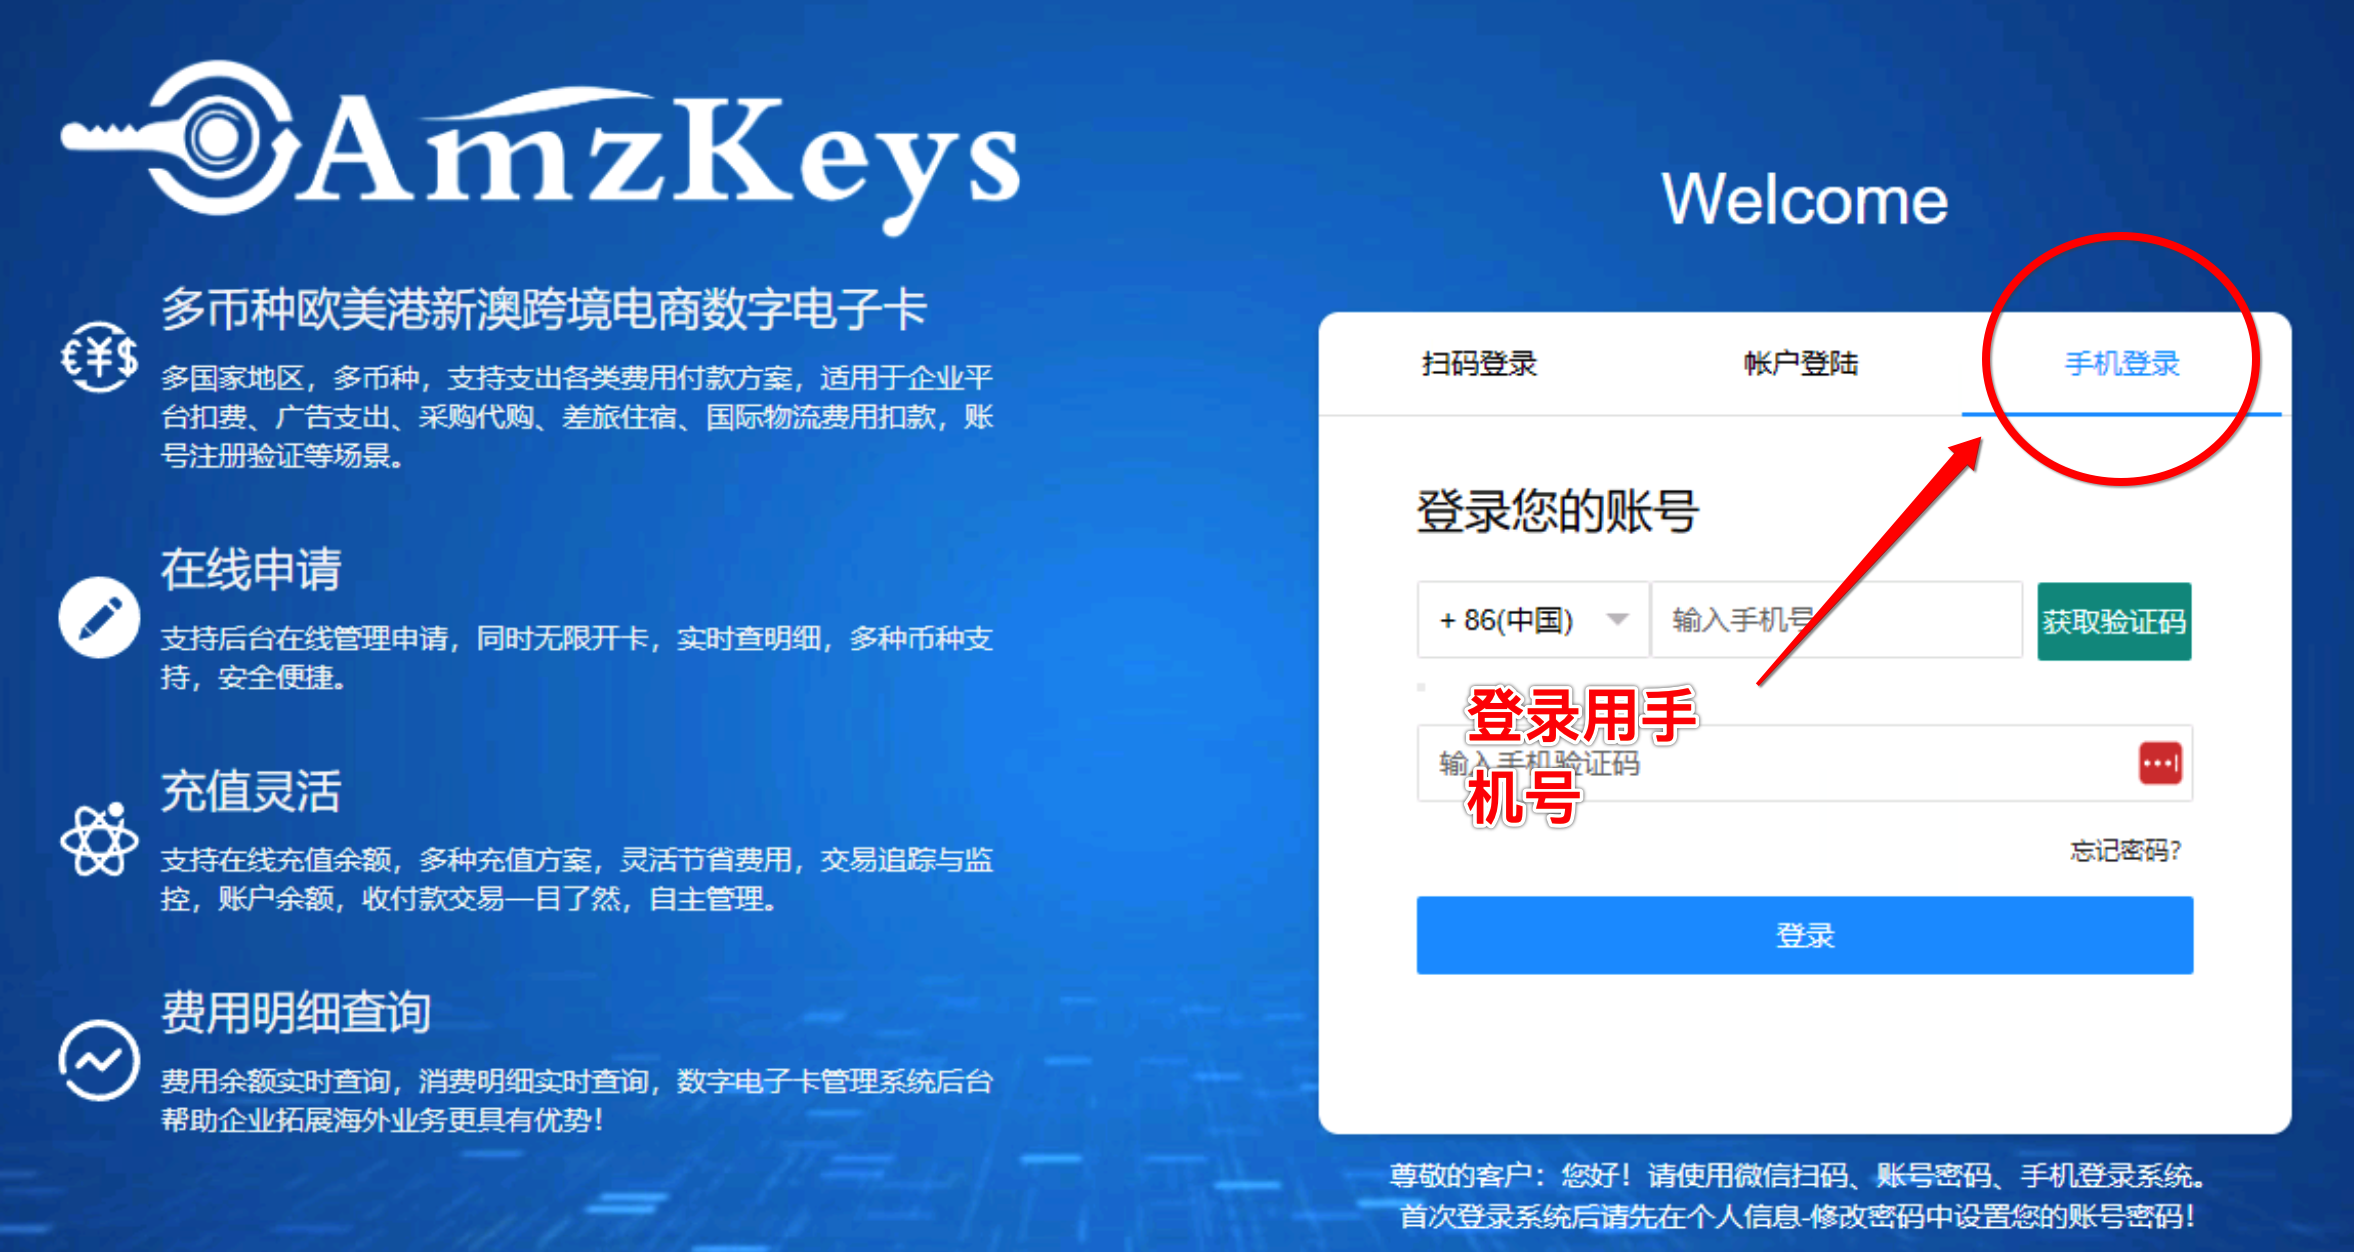 AmzKeys
多币种欧美港新澳跨境电商数字电子卡
多国家地区，多币种，支持支出各类费用付款方案，适用于企业平
台扣费、广告支出、采购代购、差旅住宿、国际物流费用扣款，账
号注册验证等场景。
在线申请
支持后台在线管理申请，同时无限开卡，实时查明细，多种币种支
持，安全便捷。
充值灵活
支持在线充值余额，多种充值方案，灵活节省费用，交易追踪与监
控，账户余额，收付款交易一目了然，自主管理。
费用明细查询
费用余额实时查询，消费明细实时查询，数字电子卡管理系统后台
帮助企业拓展海外业务更具有优势！
Welcome
扫码登录 帐户登陆 手机登录
登录您的账号
+ 86(中国) 输入手机号 获取验证码
登录用手
机号
输入手机验证码
忘记密码?
登录
尊敬的客户：您好！请使用微信扫码、账号密码、手机登录系统。
首次登录系统后请先在个人信息-修改密码中设置您的账号密码！